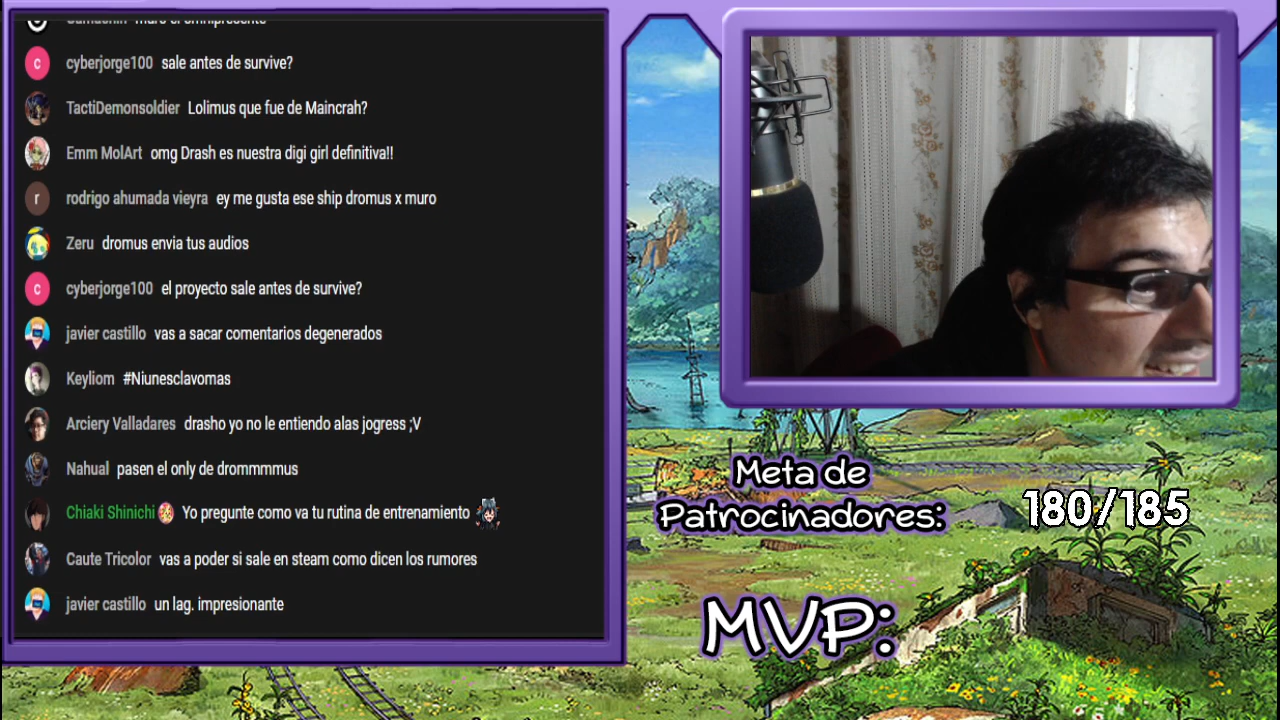 cyberjorge100 sale antes de survive?
TactiDemonsoldier Lolimus que fue de Maincrah?
Emm MolArt omg Drash es nuestra digi girl definitiva!!
r rodrigo ahumada vieyra ey me gusta ese ship dromus x muro
Zeru dromus envia tus audios
c cyberjorge100 el proyecto sale antes de survive?
javier castillo vas a sacar comentarios degenerados
Keyliom #Niunesclavomas
Arciery Valladares drasho yo no le entiendo alas jogress ;V
Nahual pasen el only de drommmmus
Chiaki Shinichi Yo pregunte como va tu rutina de entrenamiento
Caute Tricolor vas a poder si sale en steam como dicen los rumores
javier castillo un lag. impresionante
Meta de
Patrocinadores: 180/185
MVP: